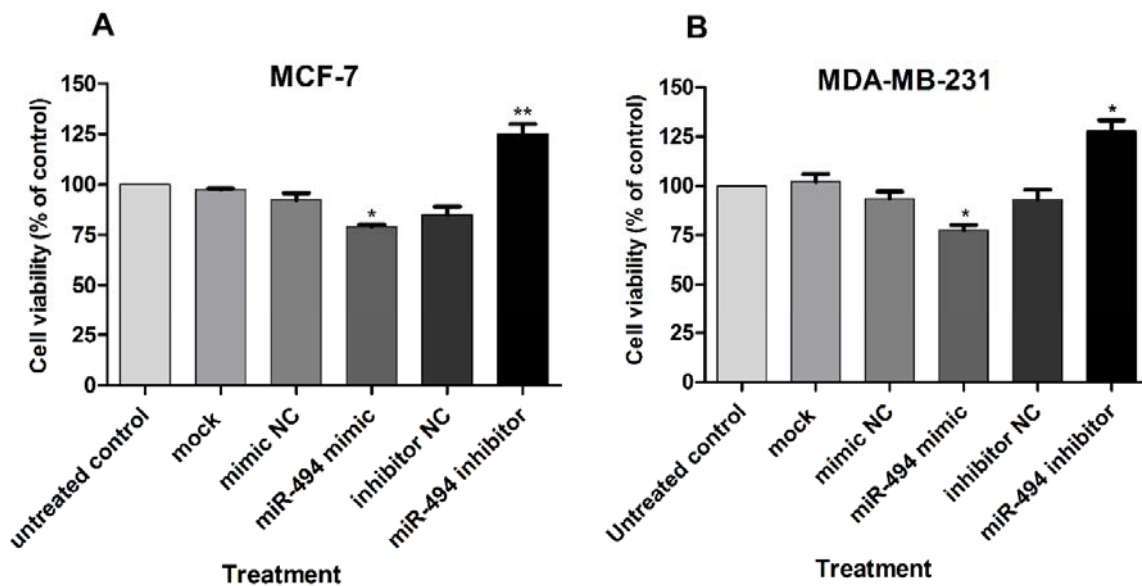 A
MCF-7
Cell viability (% of control)
150
125
100
75
50
25
0
*
**
untreated control
mock
mimic NC
miR-494 mimic
inhibitor NC
miR-494 inhibitor
Treatment
B
MDA-MB-231
Cell viability (% of control)
150
125
100
75
50
25
0
*
*
Untreated control
mock
mimic NC
miR-494 mimic
inhibitor NC
miR-494 inhibitor
Treatment